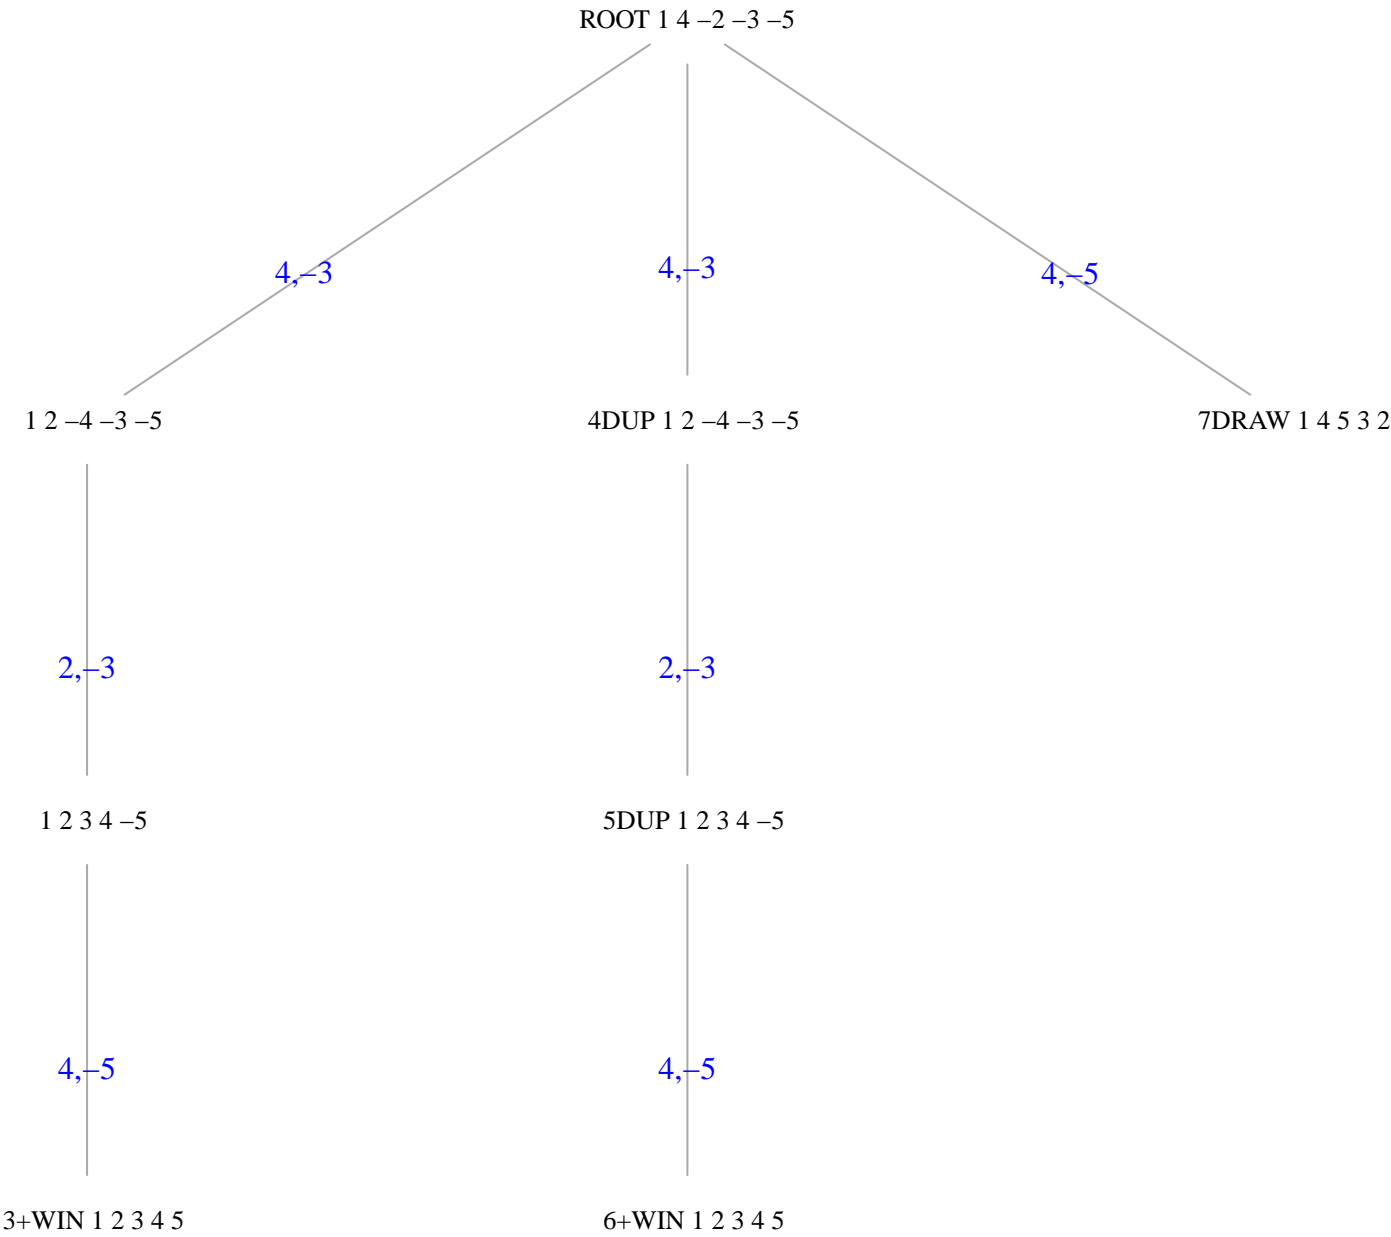 ROOT 1 4 –2 –3 –5
4,–3
4,–3
4,–5
1 2 –4 –3 –5
4DUP 1 2 –4 –3 –5
7DRAW 1 4 5 3 2
2,–3
2,–3
1 2 3 4 –5
5DUP 1 2 3 4 –5
4,–5
4,–5
3+WIN 1 2 3 4 5
6+WIN 1 2 3 4 5